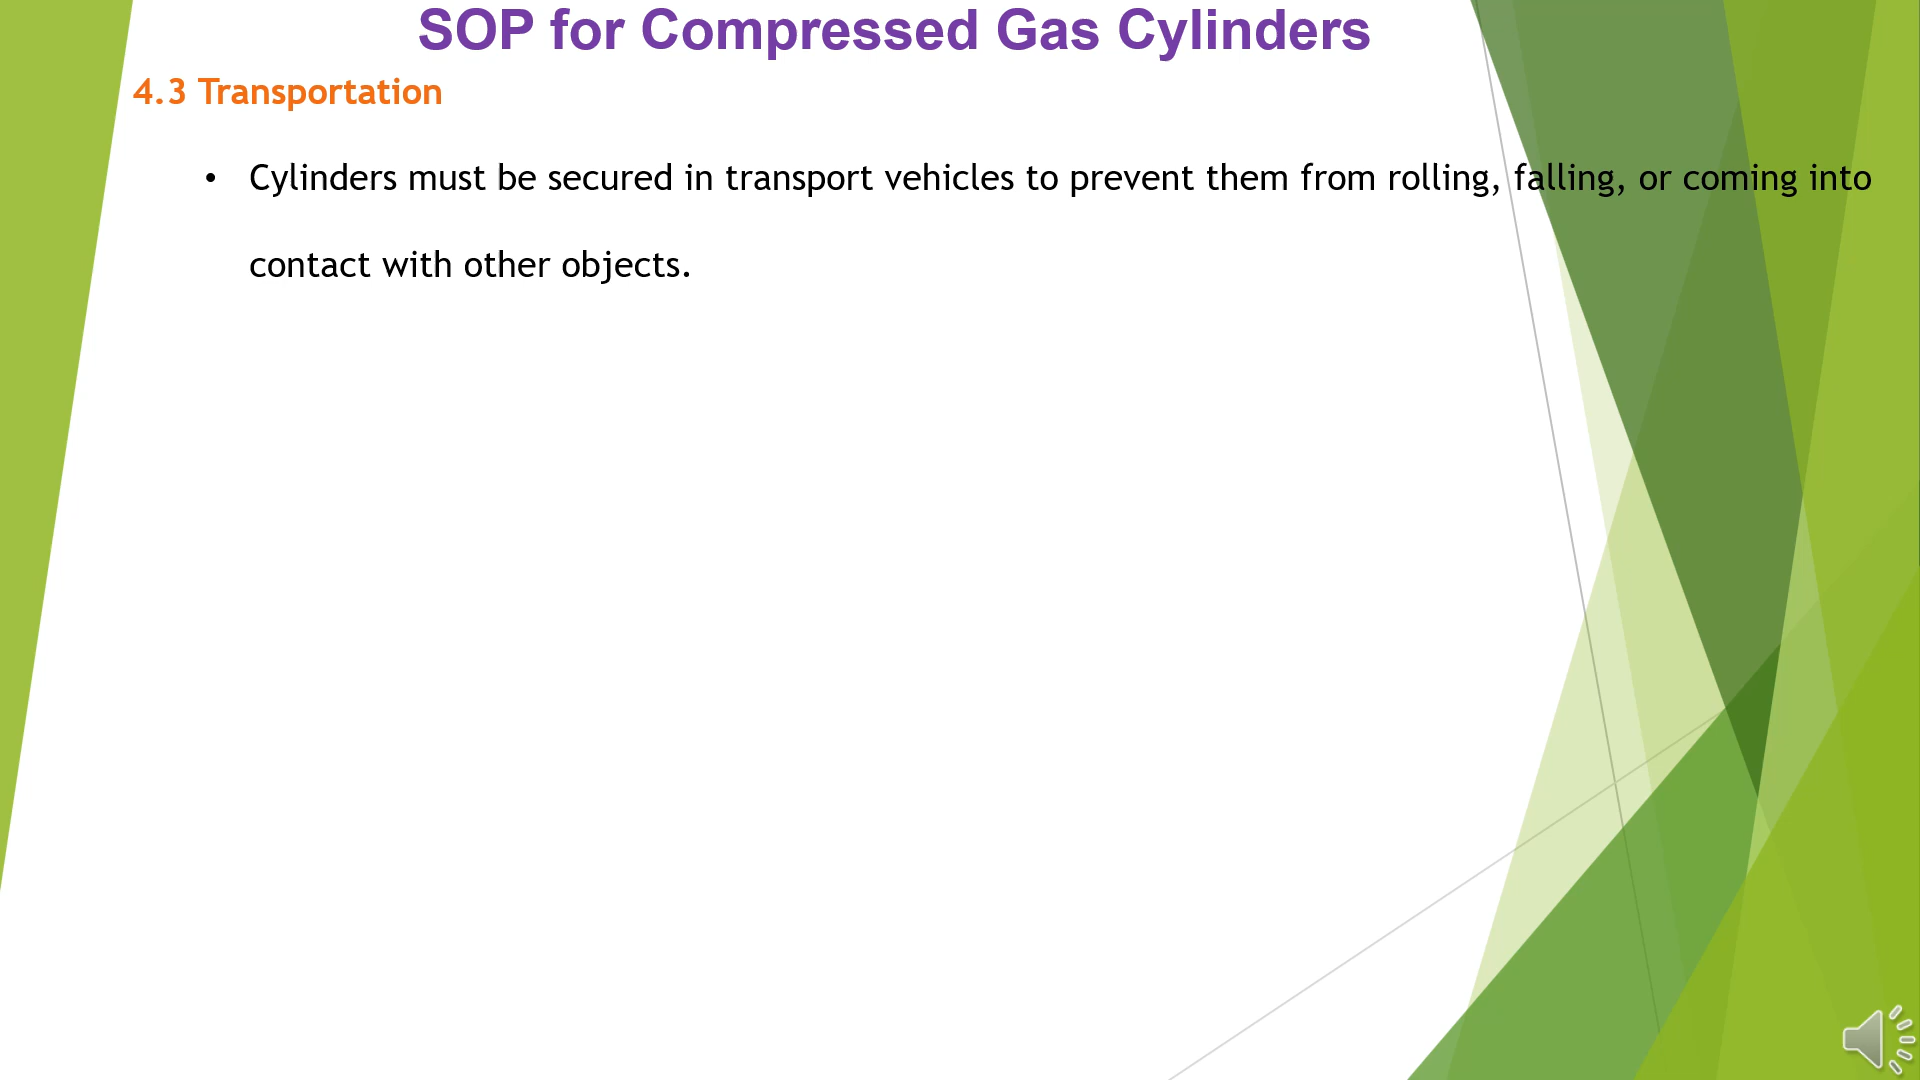 SOP for Compressed Gas Cylinders
4.3 Transportation
• Cylinders must be secured in transport vehicles to prevent them from rolling, falling, or coming into
contact with other objects.